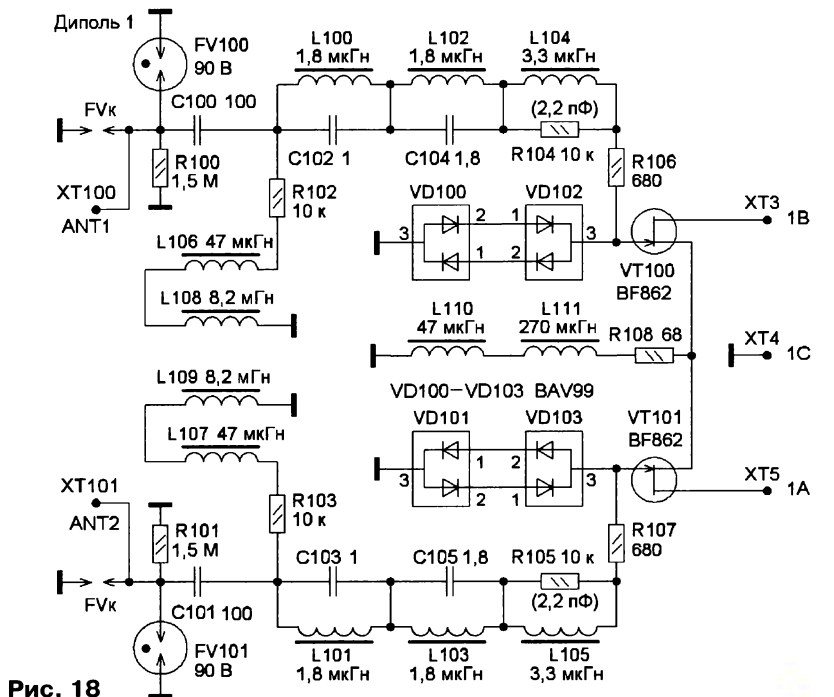 Диполь 1
FV100
90 В
L100
1,8 мкГн
L102
1,8 мкГн
L104
3,3 мкГн
FVк
C100 100
(2,2 пФ)
C102 1
C104 1,8
R104 10 к
R100
1,5 М
R106
680
XT100
ANT1
R102
10 к
VD100
VD102
3
2
1
1
2
3
XT3
1B
L106 47 мкГн
VT100
BF862
L108 8,2 мГн
L110
47 мкГн
L111
270 мкГн
R108 68
XT4
1C
L109 8,2 мГн
VD100–VD103 BAV99
VD101
VD103
VT101
BF862
L107 47 мкГн
3
1
2
2
1
3
XT5
1A
XT101
ANT2
R103
10 к
R101
1,5 М
R107
680
C103 1
C105 1,8
R105 10 к
(2,2 пФ)
FVк
C101 100
FV101
90 В
L101
1,8 мкГн
L103
1,8 мкГн
L105
3,3 мкГн
Рис. 18